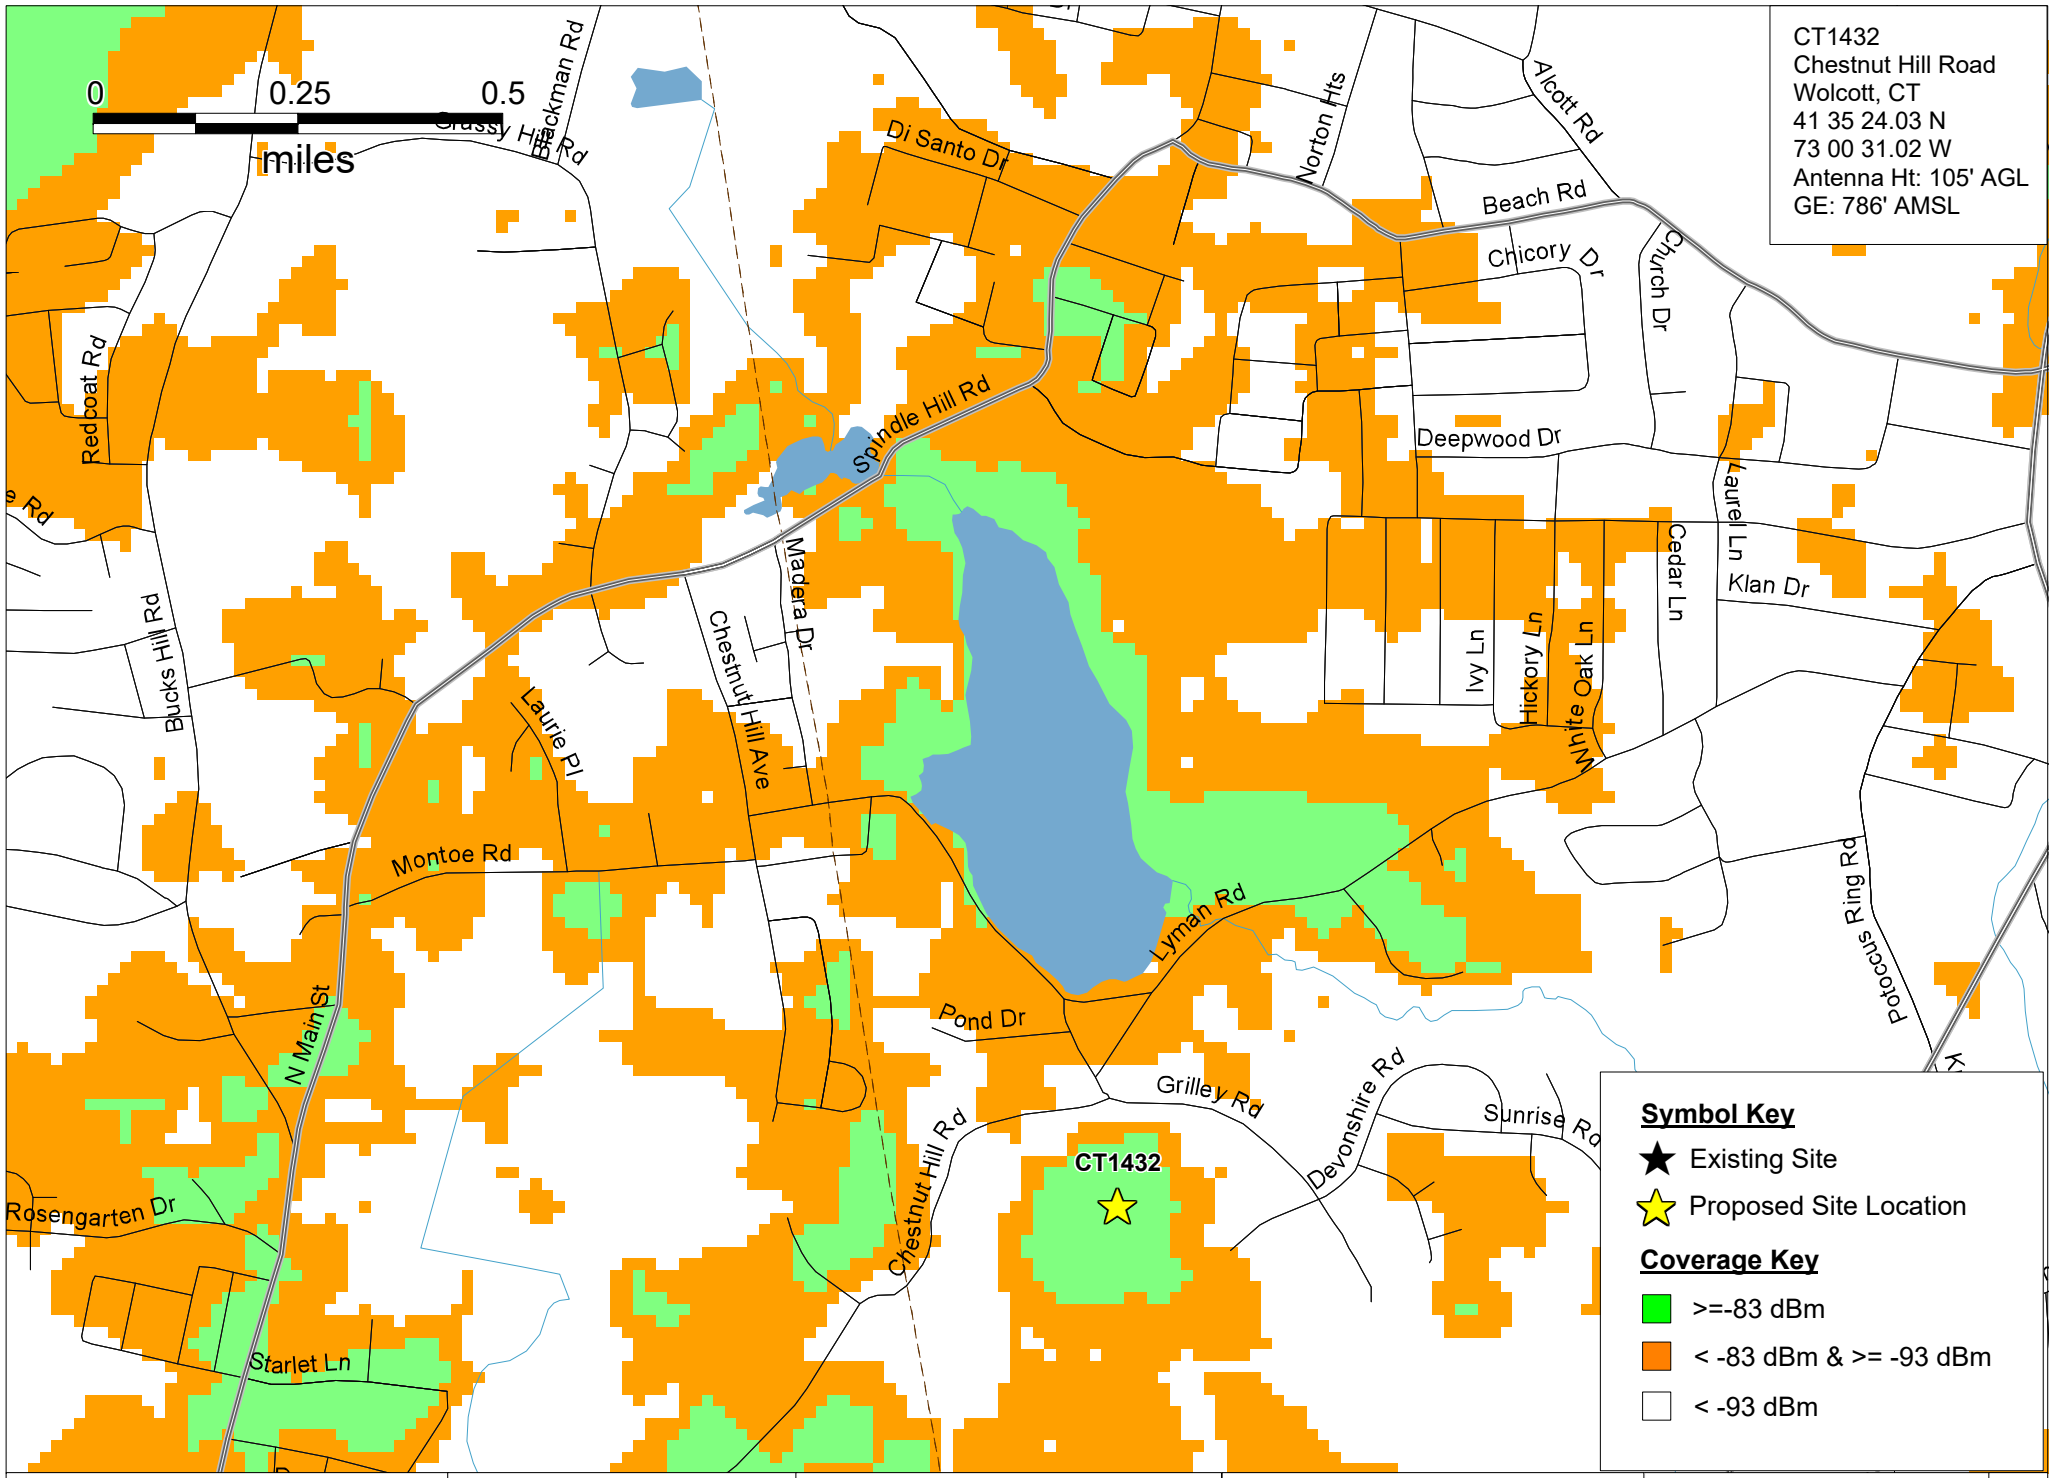 CT1432
Chestnut Hill Road
Wolcott, CT
41 35 24.03 N
73 00 31.02 W
Antenna Ht: 105' AGL
GE: 786' AMSL
0 0.25 0.5
miles
Grassy Hill Rd
Blackman Rd
Di Santo Dr
Norton Hts
Alcott Rd
Beach Rd
Chicory Dr
Church Dr
Redcoat Rd
Spindle Hill Rd
Deepwood Dr
Laurel Ln
e Rd
Madera Dr
Cedar Ln
Klan Dr
Bucks Hill Rd
Chestnut Hill Ave
Ivy Ln
Hickory Ln
White Oak Ln
Laurie Pl
Montoe Rd
Lyman Rd
Potoccus Ring Rd
N Main St
Pond Dr
Grilley Rd
Devonshire Rd
Sunrise Rd
Chestnut Hill Rd
CT1432
Rosengarten Dr
Starlet Ln
Symbol Key
Existing Site
Proposed Site Location
Coverage Key
>=-83 dBm
< -83 dBm & >= -93 dBm
< -93 dBm